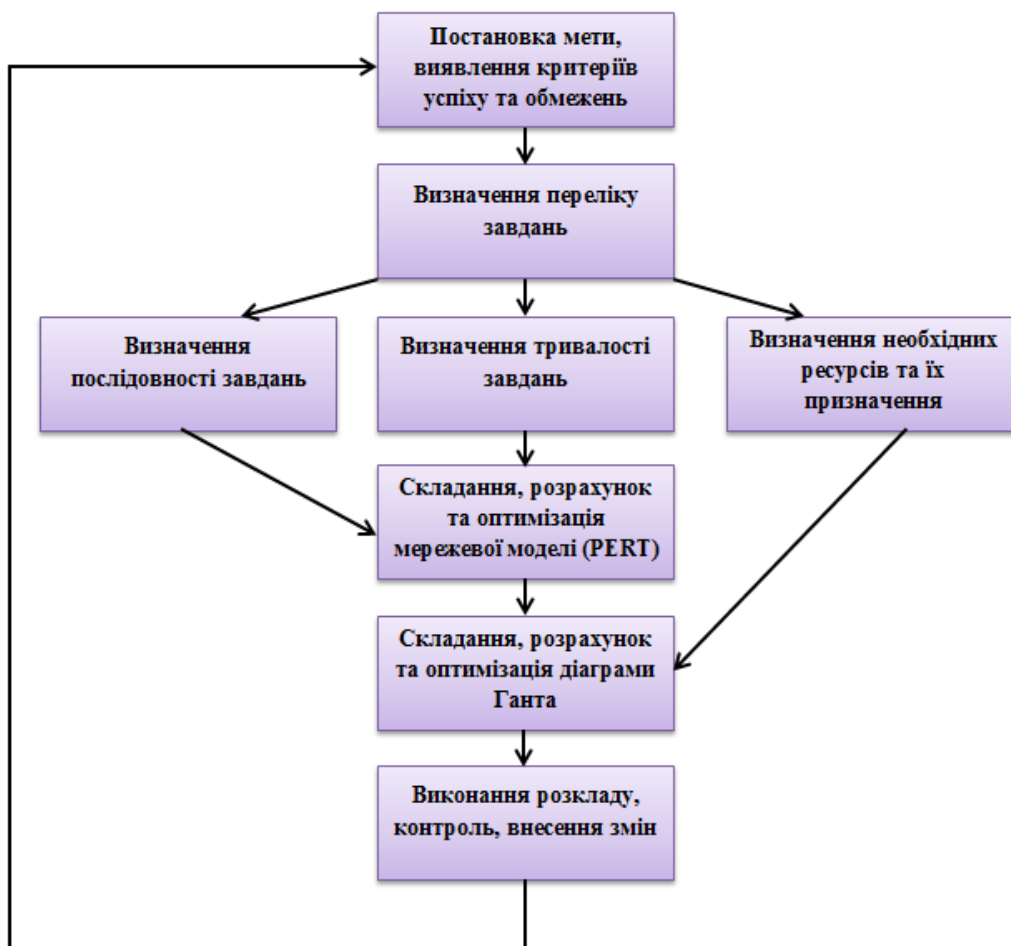 Постановка мети,
виявлення критеріїв
успіху та обмежень
Визначення переліку
завдань
Визначення
послідовності завдань
Визначення тривалості
завдань
Визначення необхідних
ресурсів та їх
призначення
Складання, розрахунок
та оптимізація
мережевої моделі (PERT)
Складання, розрахунок
та оптимізація діаграми
Ганта
Виконання розкладу,
контроль, внесення змін